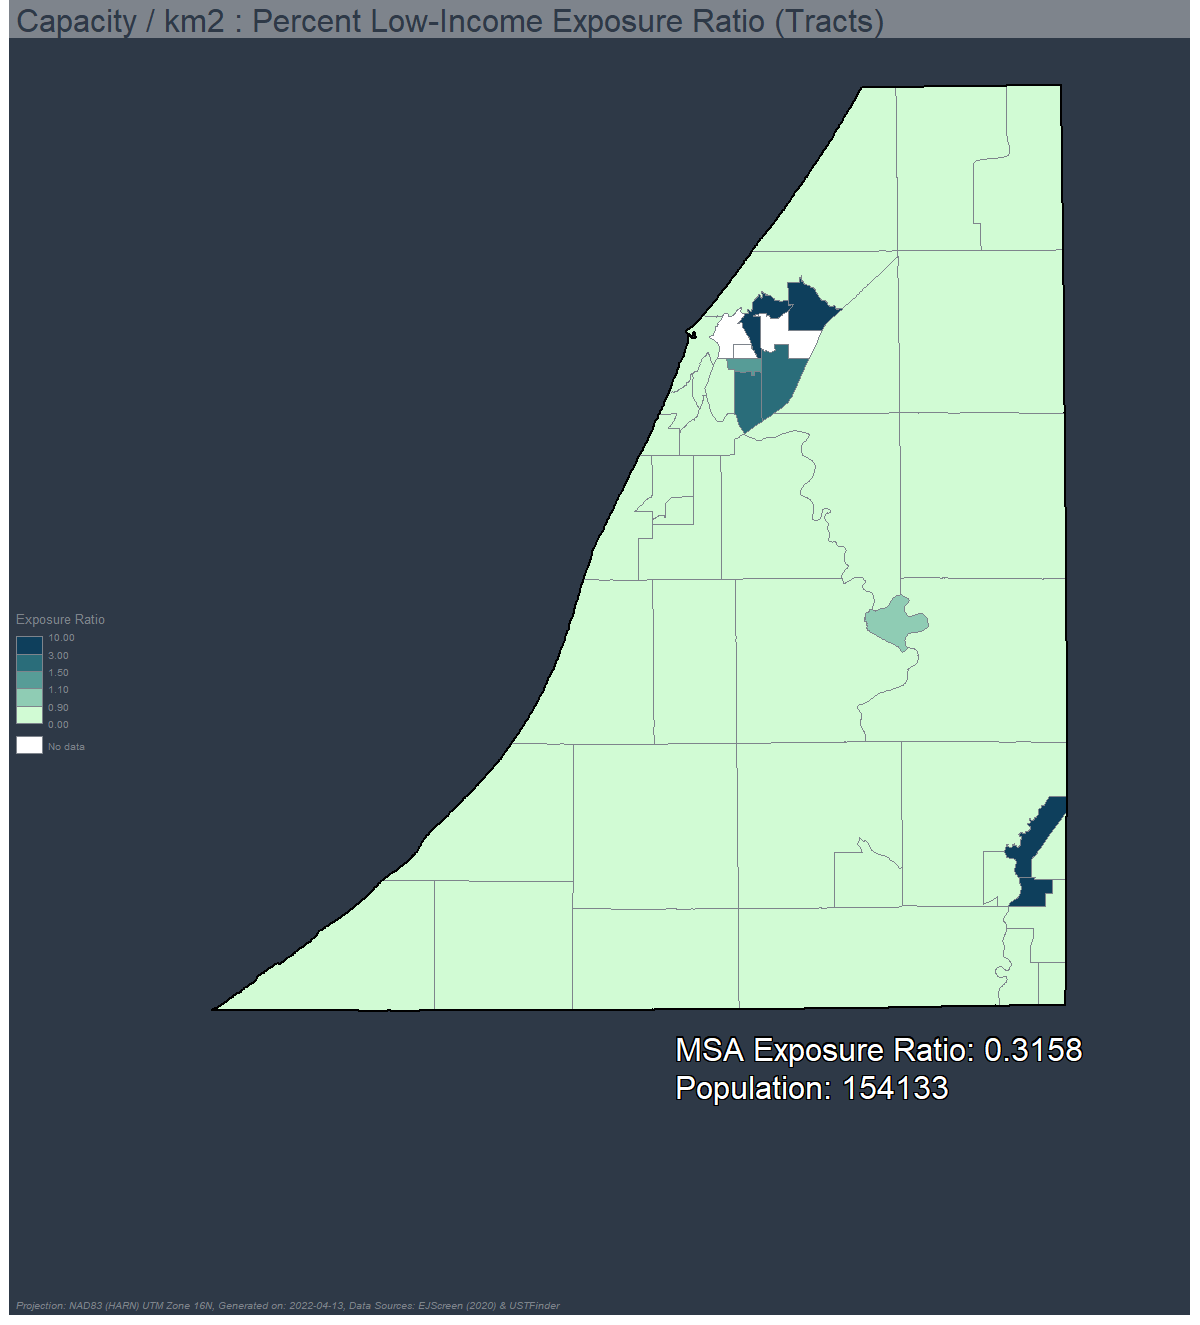 Capacity / km2 : Percent Low-Income Exposure Ratio (Tracts)
Exposure Ratio
10.00
3.00
1.50
1.10
0.90
0.00
No data
MSA Exposure Ratio: 0.3158
Population: 154133
Projection: NAD83 (HARN) UTM Zone 16N, Generated on: 2022-04-13, Data Sources: EJScreen (2020) & USTFinder